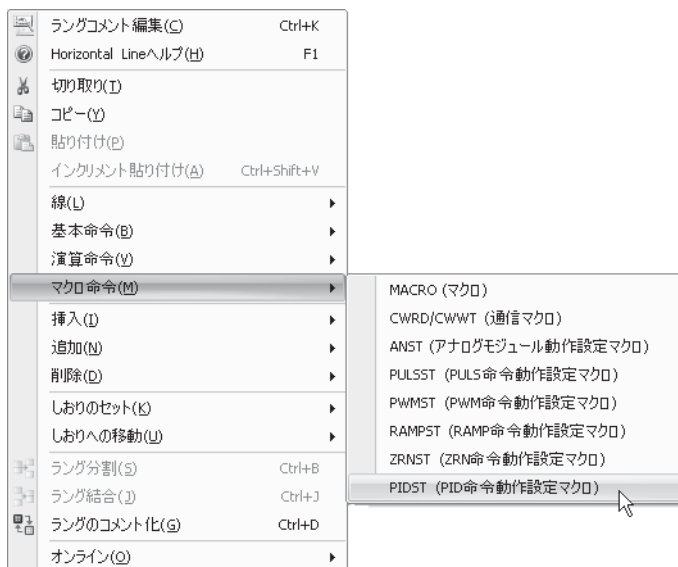 ラングコメント編集(C) Ctrl+K
Horizontal Lineヘルプ(H) F1
切り取り(T)
コピー(Y)
貼り付け(P)
インクリメント貼り付け(A) Ctrl+Shift+V
線(L)
基本命令(B)
演算命令(V)
マクロ命令(M)
挿入(I)
追加(N)
削除(D)
しおりのセット(K)
しおりへの移動(U)
ラング分割(S) Ctrl+B
ラング結合(J) Ctrl+J
ラングのコメント化(G) Ctrl+D
オンライン(O)
MACRO (マクロ)
CWRD/CWWT (通信マクロ)
ANST (アナログモジュール動作設定マクロ)
PULSST (PULS命令動作設定マクロ)
PWMST (PWM命令動作設定マクロ)
RAMPST (RAMP命令動作設定マクロ)
ZRNST (ZRN命令動作設定マクロ)
PIDST (PID命令動作設定マクロ)